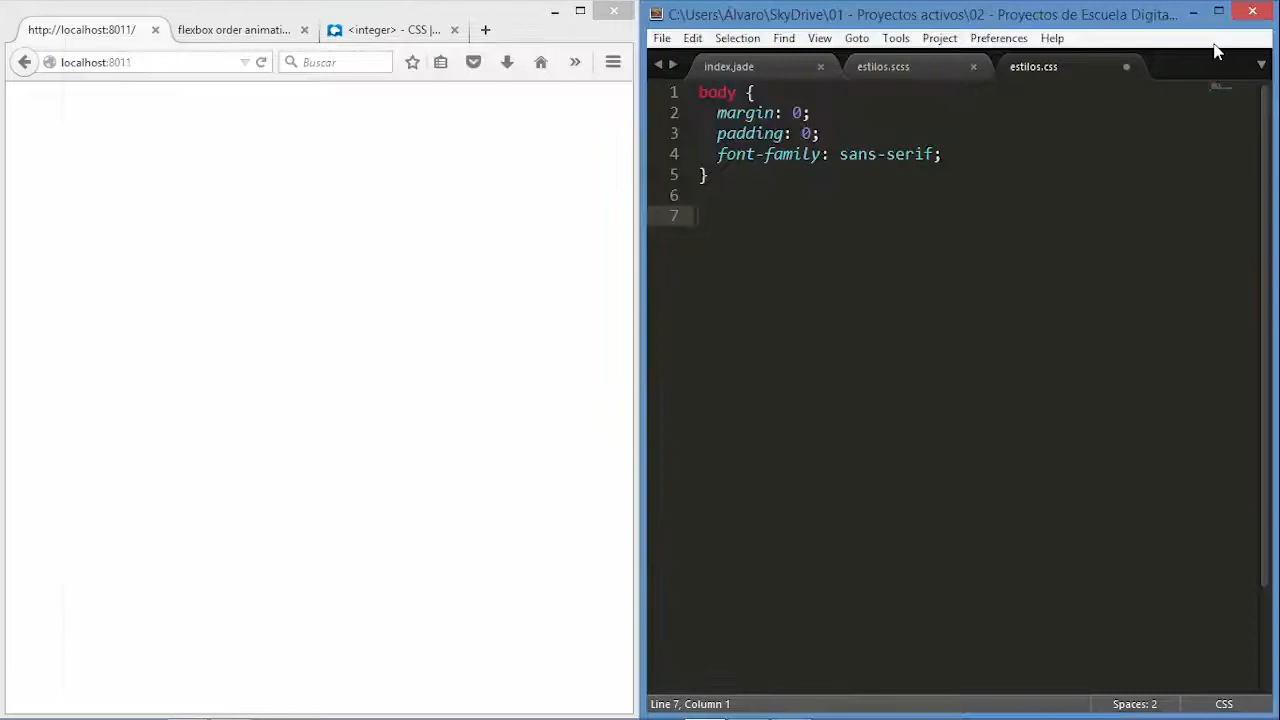 http://localhost:8011/
flexbox order animati...
<integer> - CSS |...
localhost:8011
Buscar
C:\Users\Álvaro\SkyDrive\01 - Proyectos activos\02 - Proyectos de Escuela Digita...
File Edit Selection Find View Goto Tools Project Preferences Help
index.jade
estilos.scss
estilos.css
1 body {
2 margin: 0;
3 padding: 0;
4 font-family: sans-serif;
5 }
6
7
Line 7, Column 1
Spaces: 2
CSS